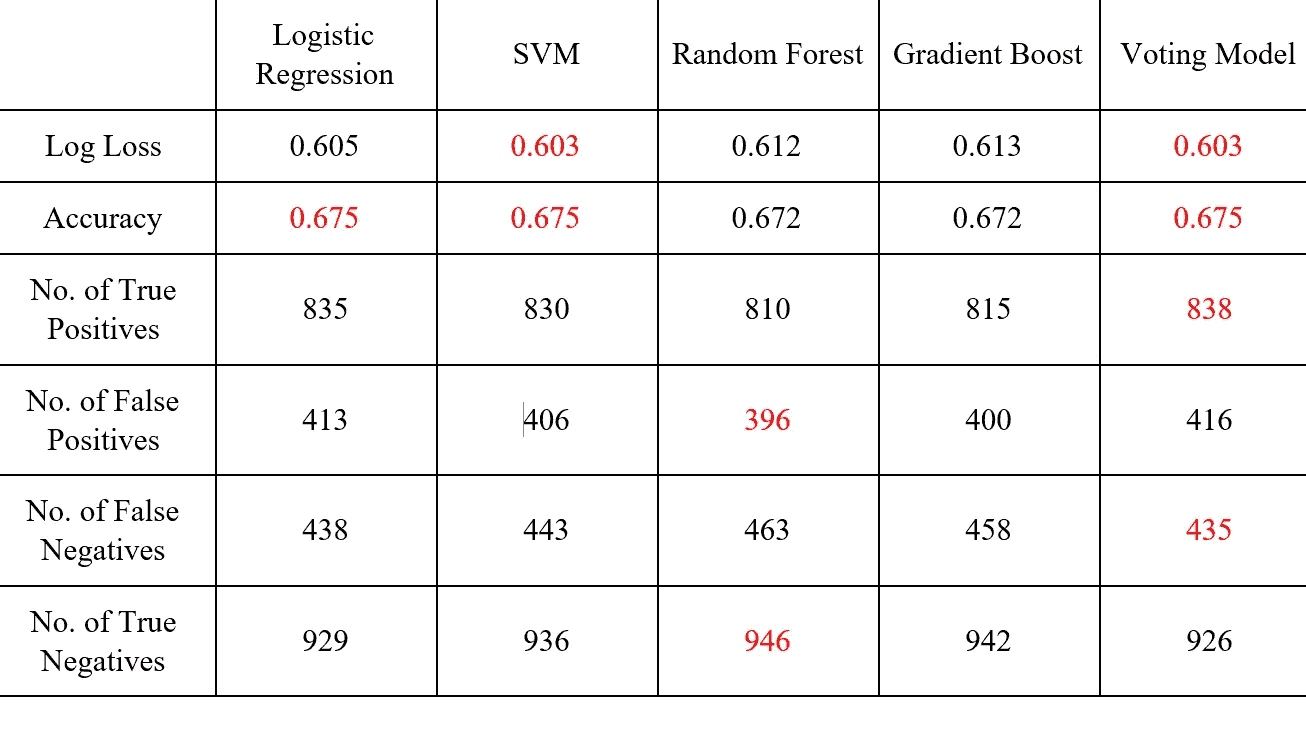 Logistic
Regression SVM Random Forest Gradient Boost Voting Model
Log Loss 0.605 0.603 0.612 0.613 0.603
Accuracy 0.675 0.675 0.672 0.672 0.675
No. of True
Positives 835 830 810 815 838
No. of False
Positives 413 406 396 400 416
No. of False
Negatives 438 443 463 458 435
No. of True
Negatives 929 936 946 942 926